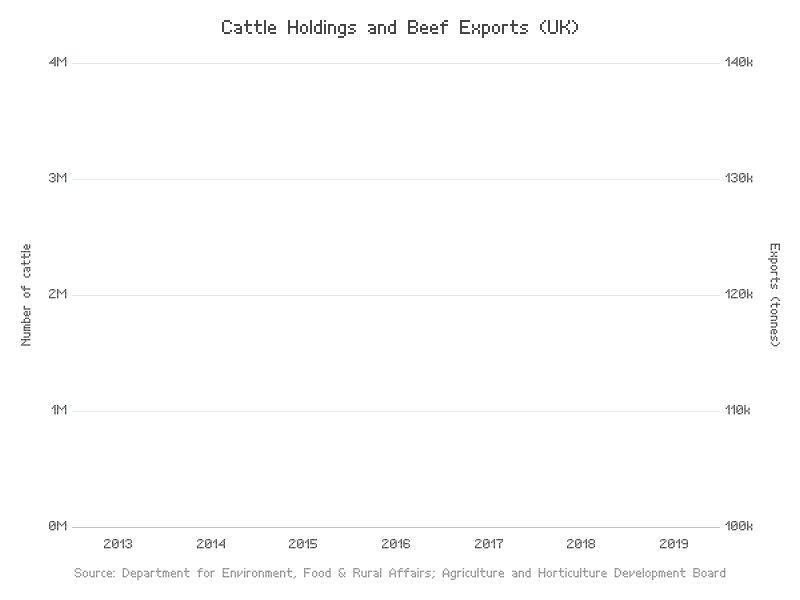 Cattle Holdings and Beef Exports (UK)
4M
140k
3M
130k
Number of cattle
Exports (tonnes)
2M
120k
1M
110k
0M
100k
2013 2014 2015 2016 2017 2018 2019
Source: Department for Environment, Food & Rural Affairs; Agriculture and Horticulture Development Board